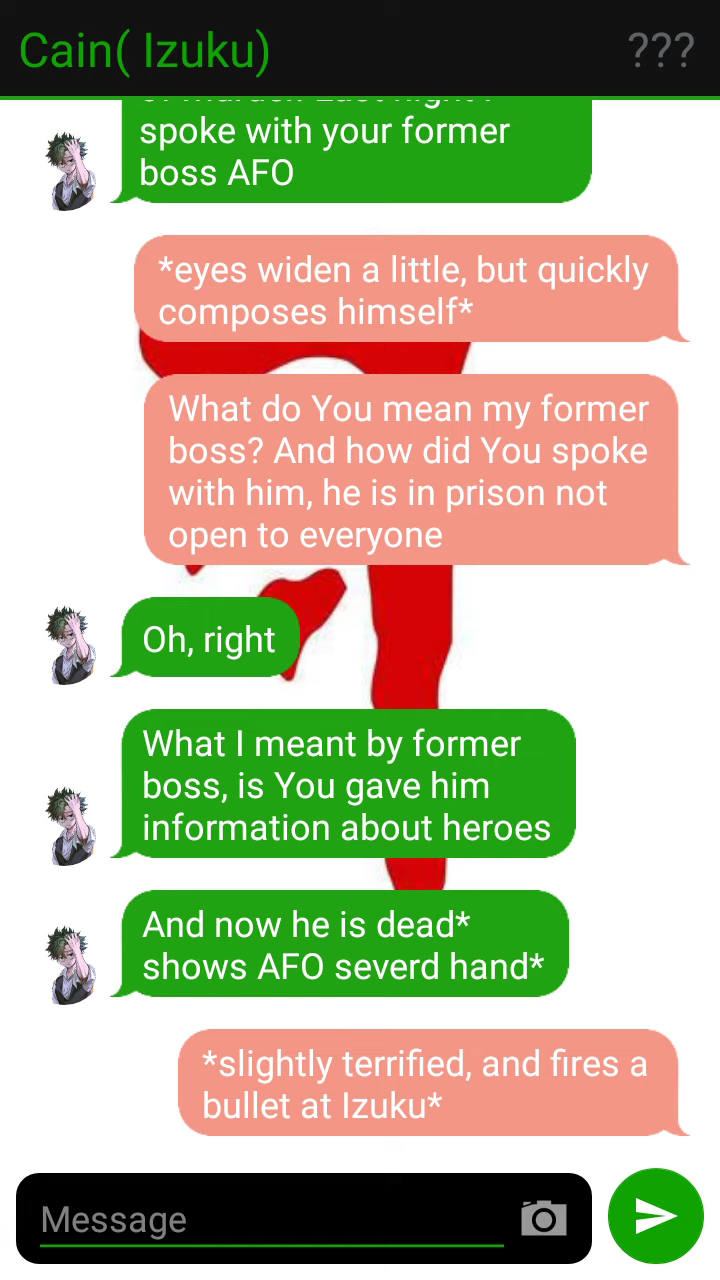 Cain( Izuku)
???
spoke with your former
boss AFO
*eyes widen a little, but quickly
composes himself*
What do You mean my former
boss? And how did You spoke
with him, he is in prison not
open to everyone
Oh, right
What I meant by former
boss, is You gave him
information about heroes
And now he is dead*
shows AFO severd hand*
*slightly terrified, and fires a
bullet at Izuku*
Message